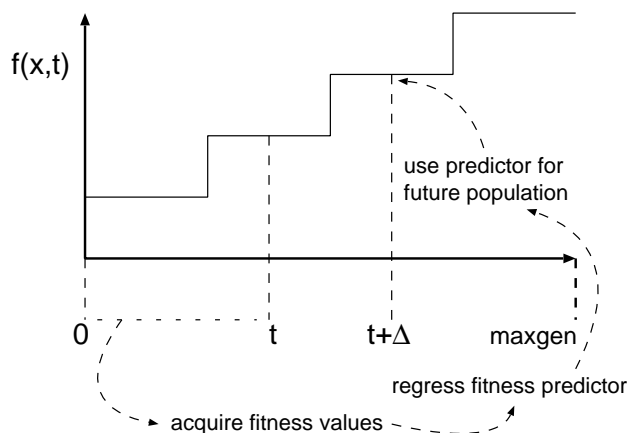 f(x,t)
use predictor for
future population
0
t
t+Δ
maxgen
regress fitness predictor
acquire fitness values